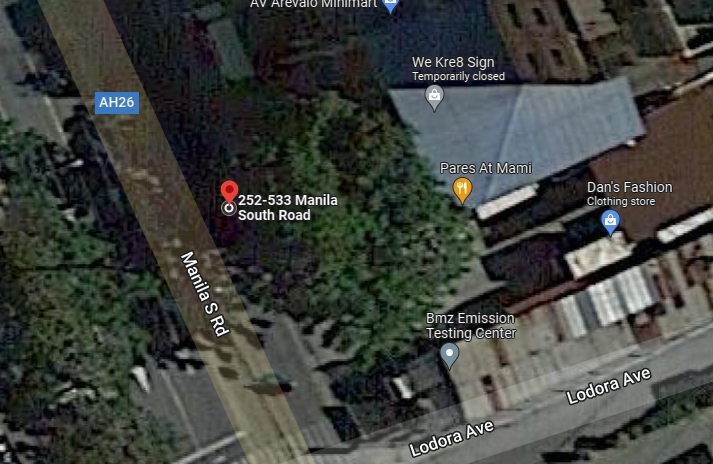 AV Arevalo Minimart
We Kre8 Sign
Temporarily closed
AH26
Pares At Mami
Dan's Fashion
Clothing store
252-533 Manila
South Road
Manila S Rd
Bmz Emission
Testing Center
Lodora Ave
Lodora Ave